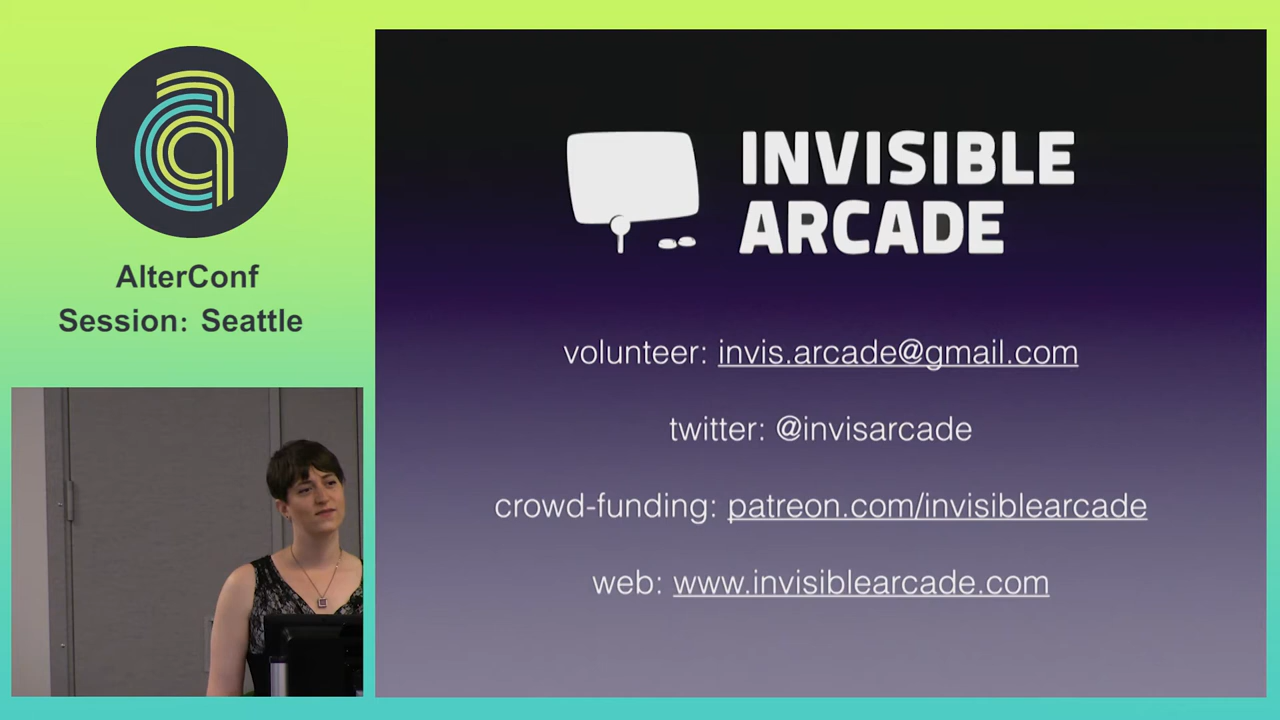 AlterConf
Session: Seattle
INVISIBLE
ARCADE
volunteer: invis.arcade@gmail.com
twitter: @invisarcade
crowd-funding: patreon.com/invisiblearcade
web: www.invisiblearcade.com